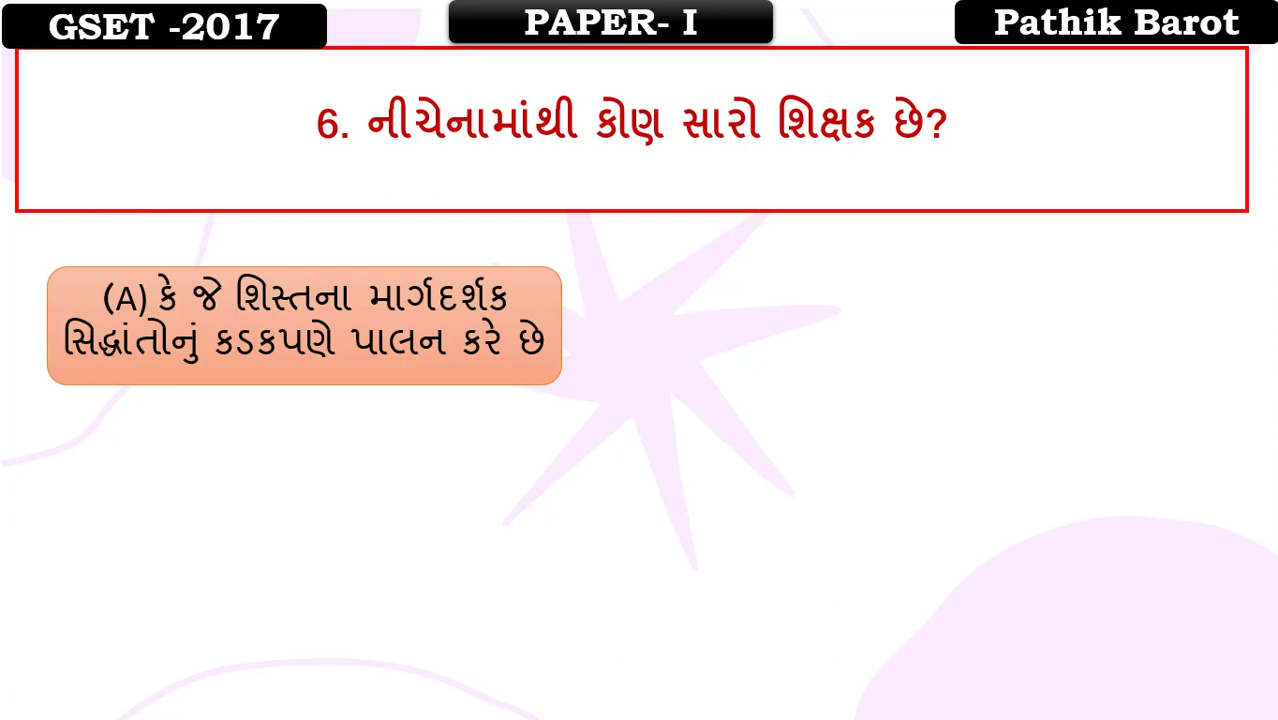 GSET -2017
PAPER- I
Pathik Barot
6. નીચેનામાંથી કોણ સારો શિક્ષક છે?
(A) કે જે શિસ્તના માર્ગદર્શક
સિદ્ધાંતોનું કડકપણે પાલન કરે છે